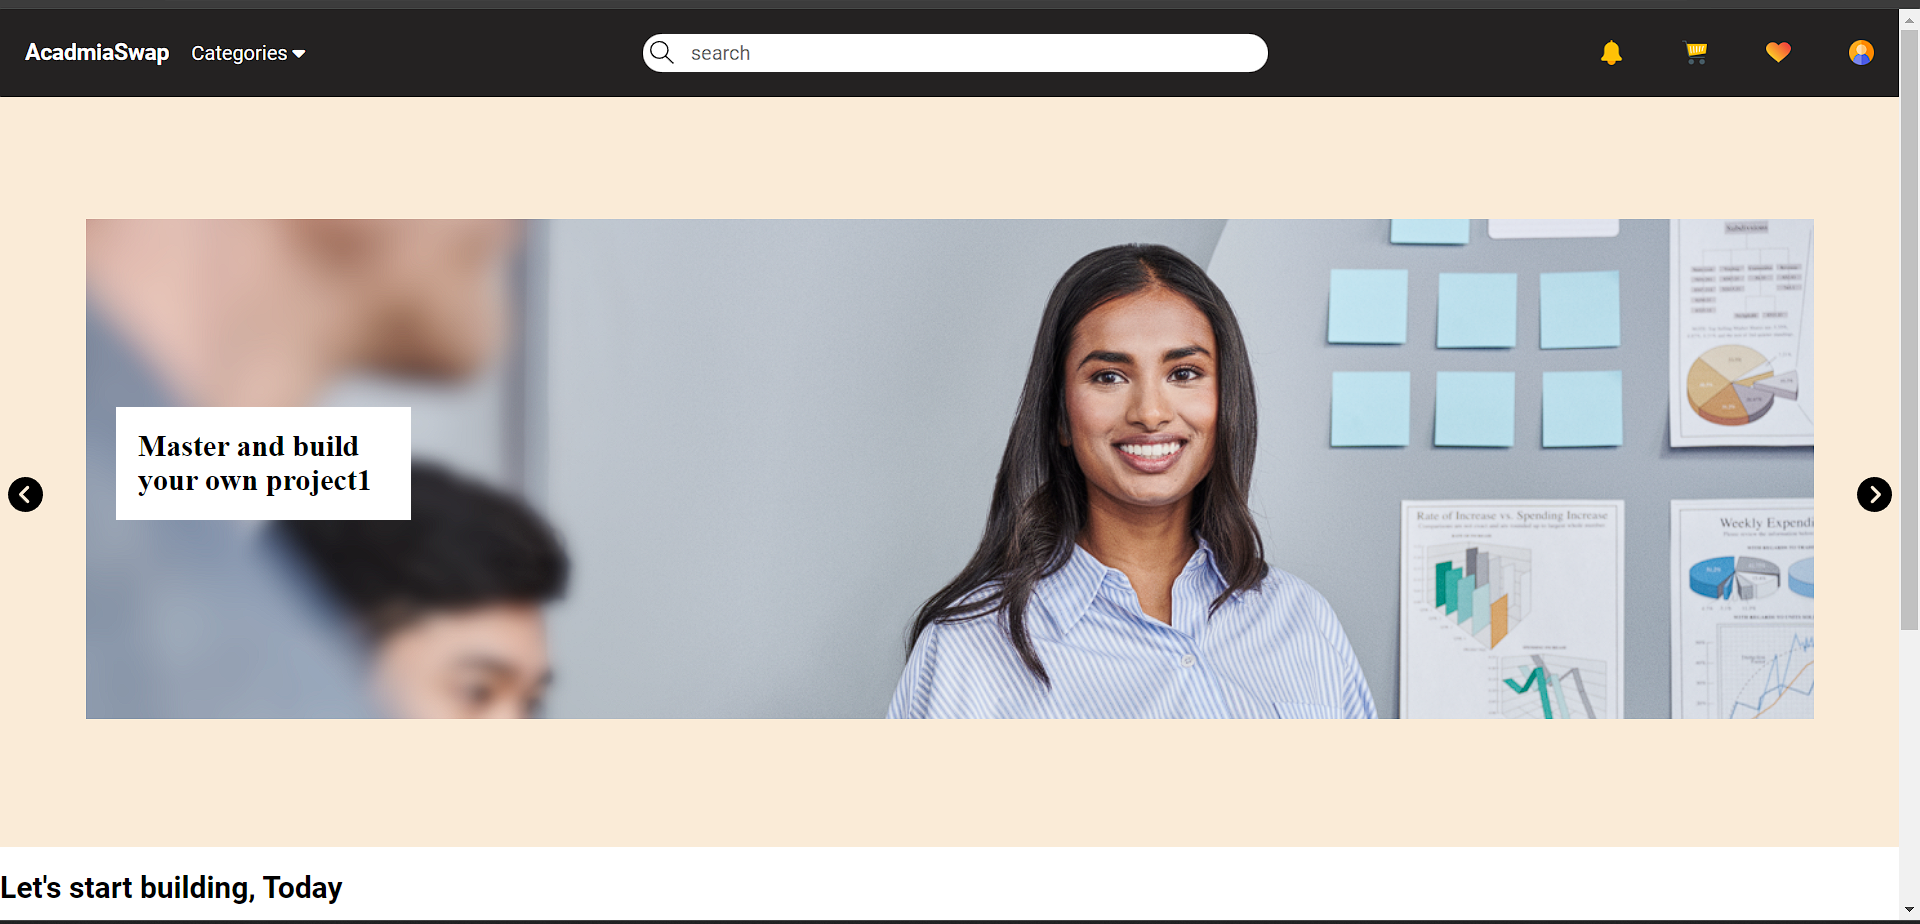 AcadmiaSwap
Categories
search
Master and build
your own project1
Subdivisions
Rate of Increase vs. Spending Increase
Weekly Expendi
Let's start building, Today